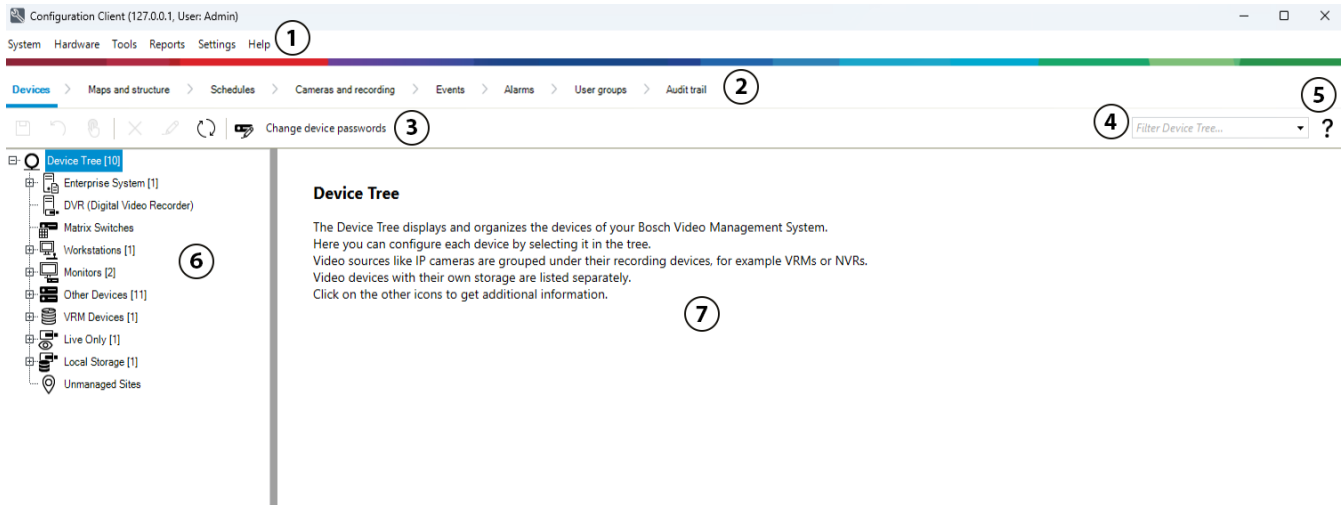 Configuration Client (127.0.0.1, User: Admin)
System Hardware Tools Reports Settings Help 1
Devices > Maps and structure > Schedules > Cameras and recording > Events > Alarms > User groups > Audit trail 2
5
Change device passwords 3
4 Filter Device Tree... ?
Device Tree [10]
Enterprise System [1]
DVR (Digital Video Recorder)
Matrix Switches
Workstations [1]
6
Monitors [2]
Other Devices [11]
VRM Devices [1]
Live Only [1]
Local Storage [1]
Unmanaged Sites
Device Tree
The Device Tree displays and organizes the devices of your Bosch Video Management System.
Here you can configure each device by selecting it in the tree.
Video sources like IP cameras are grouped under their recording devices, for example VRMs or NVRs.
Video devices with their own storage are listed separately.
Click on the other icons to get additional information.
7